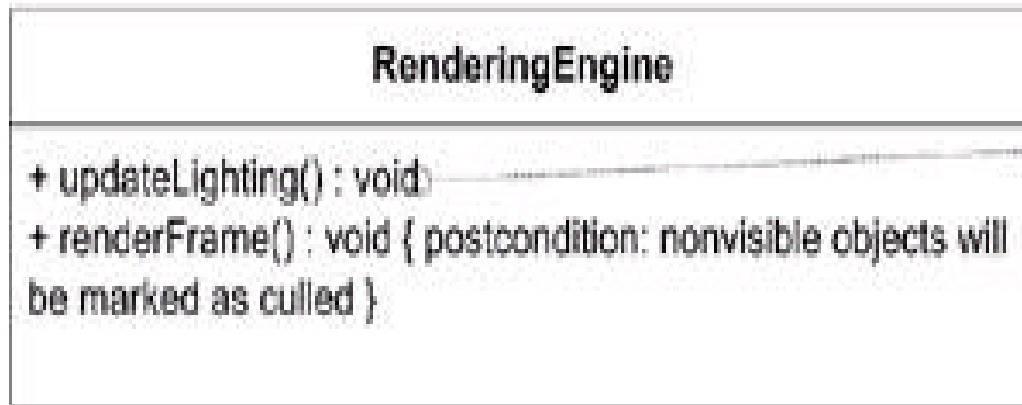 RenderingEngine
+ updateLighting() : void
+ renderFrame() : void { postcondition: nonvisible objects will
be marked as culled }